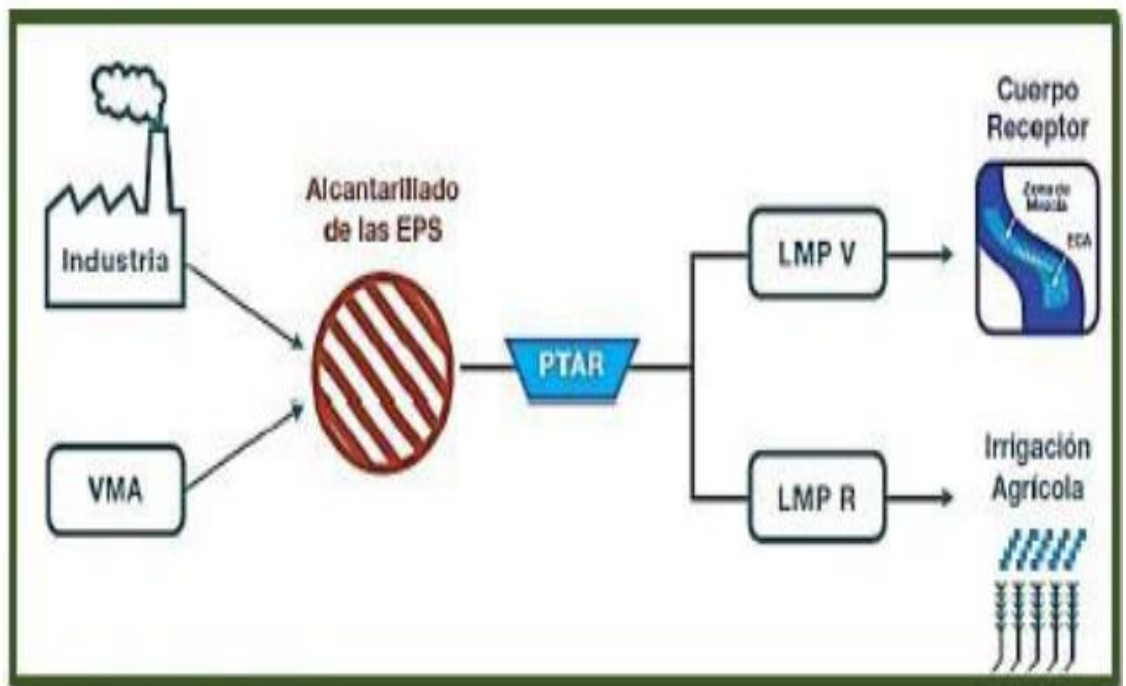 Industria
VMA
Alcantarillado
de las EPS
PTAR
LMP V
LMP R
Cuerpo
Receptor
Zona de
Mezcla
ECA
Irrigación
Agrícola